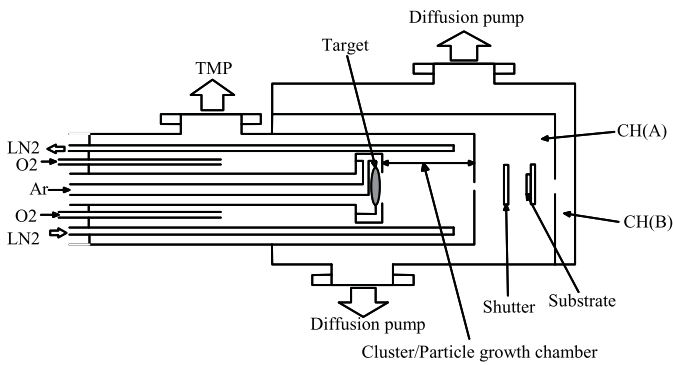 Diffusion pump
Target
TMP
CH(A)
LN2
O2
Ar
O2
CH(B)
LN2
Substrate
Shutter
Diffusion pump
Cluster/Particle growth chamber